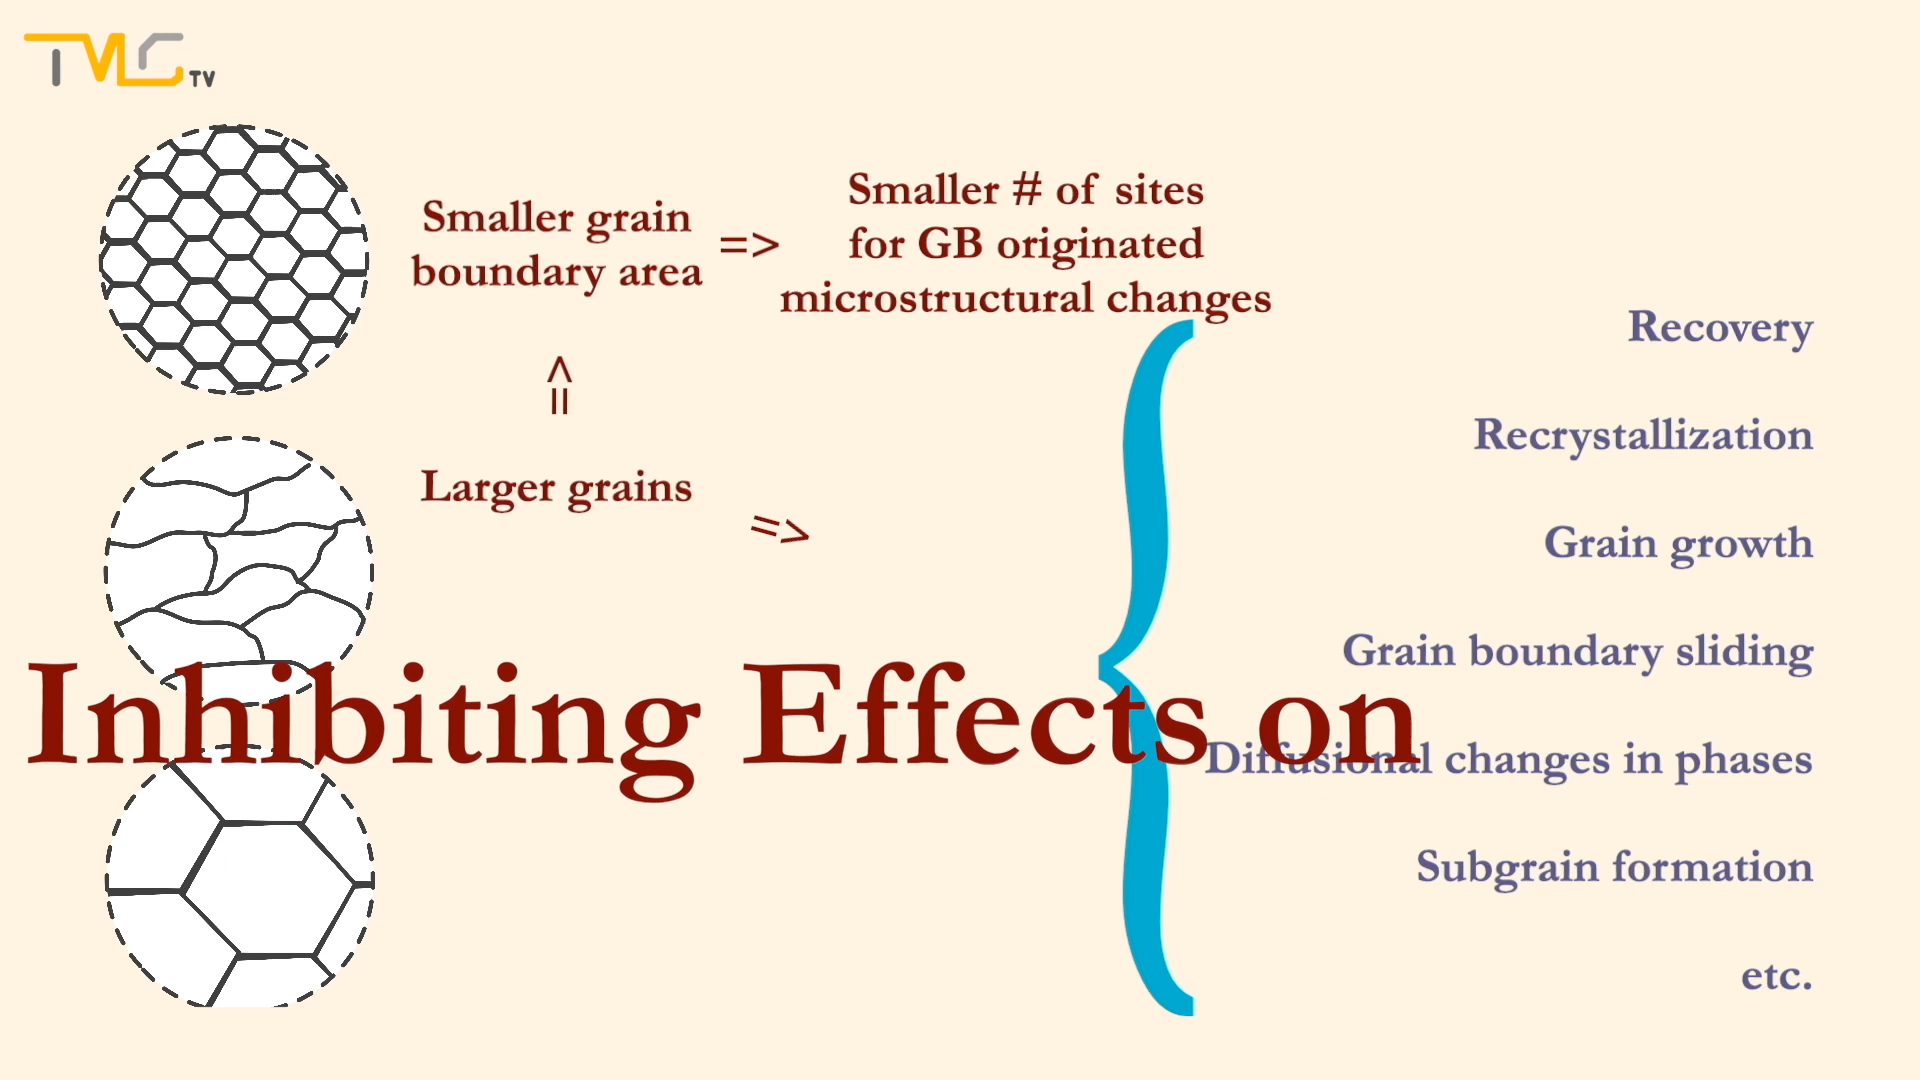 TMC TV
Smaller grain
boundary area
=>
Smaller # of sites
for GB originated
microstructural changes
=>
Larger grains
=>
Inhibiting Effects on
Recovery
Recrystallization
Grain growth
Grain boundary sliding
Diffusional changes in phases
Subgrain formation
etc.